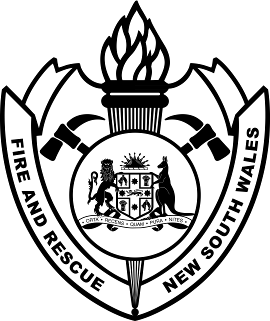 FIRE AND RESCUE
NEW SOUTH WALES
ORTA • RECENS • QUAM • PURA • NITES